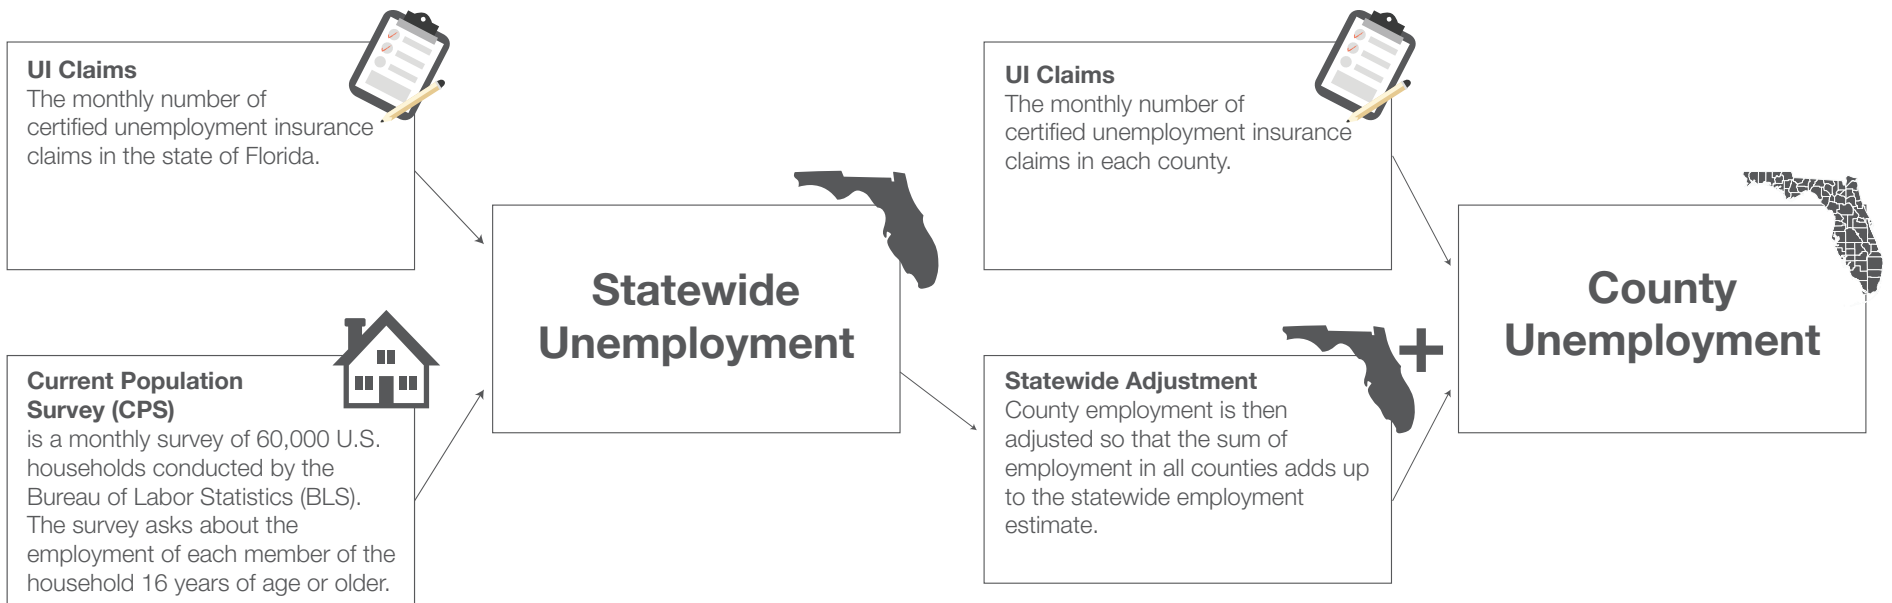 UI Claims
The monthly number of
certified unemployment insurance
claims in the state of Florida.
Current Population
Survey (CPS)
is a monthly survey of 60,000 U.S.
households conducted by the
Bureau of Labor Statistics (BLS).
The survey asks about the
employment of each member of the
household 16 years of age or older.
Statewide
Unemployment
UI Claims
The monthly number of
certified unemployment insurance
claims in each county.
Statewide Adjustment
County employment is then
adjusted so that the sum of
employment in all counties adds up
to the statewide employment
estimate.
+
County
Unemployment